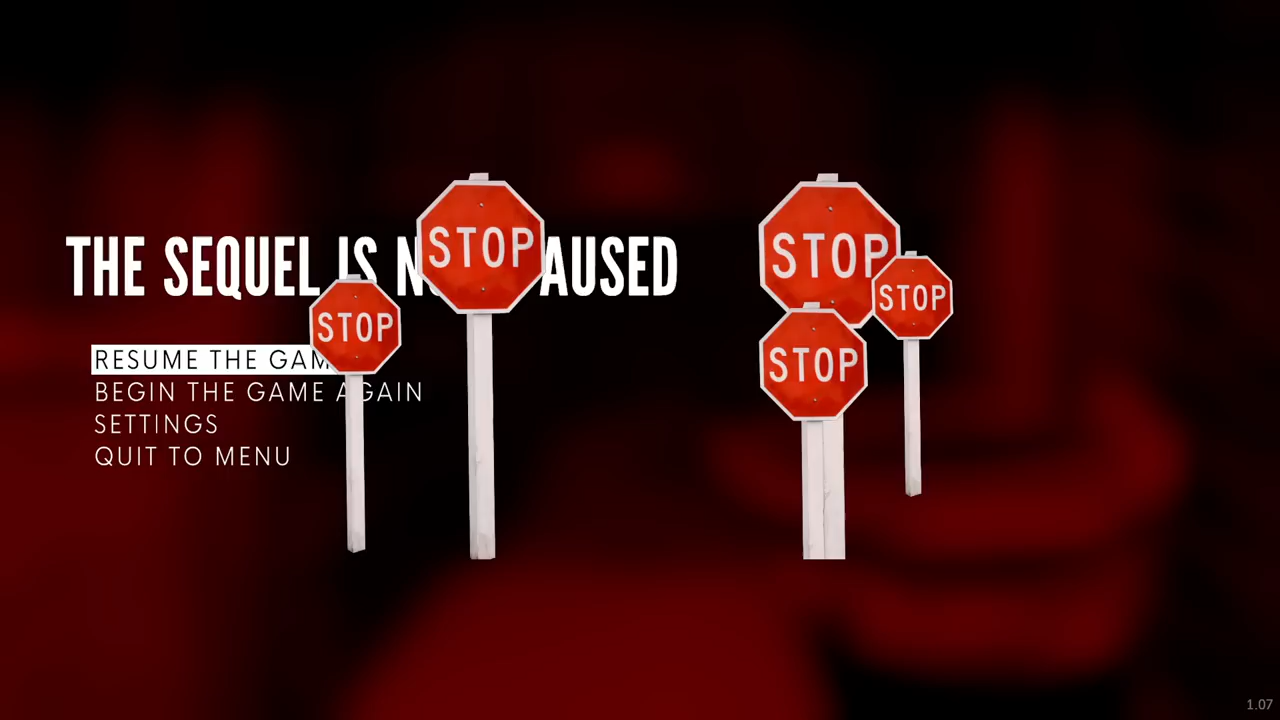 THE SEQUEL IS N AUSED
STOP
STOP
STOP
STOP
STOP
RESUME THE GAM
BEGIN THE GAME AGAIN
SETTINGS
QUIT TO MENU
1.07